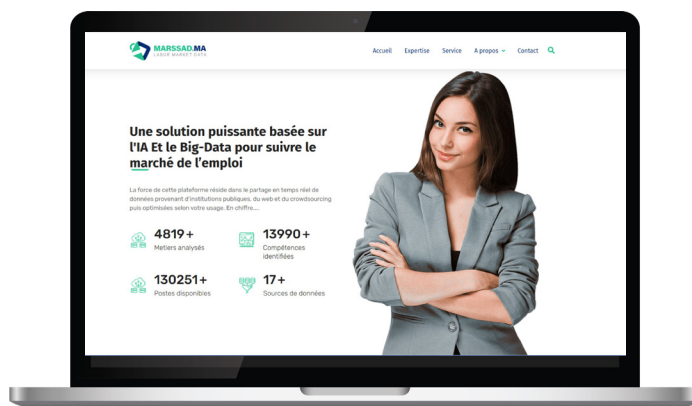 MARSSAD.MA
LABOR MARKET DATA
Accueil Expertise Service A propos Contact
Une solution puissante basée sur
l'IA Et le Big-Data pour suivre le
marché de l'emploi
La force de cette plateforme réside dans le partage en temps réel de
données provenant d'institutions publiques, du web et du crowdsourcing
puis optimisées selon votre usage. En chiffre....
4819+
Metiers analysés
13990+
Compétences
identifiées
130251+
Postes disponibles
17+
Sources de données